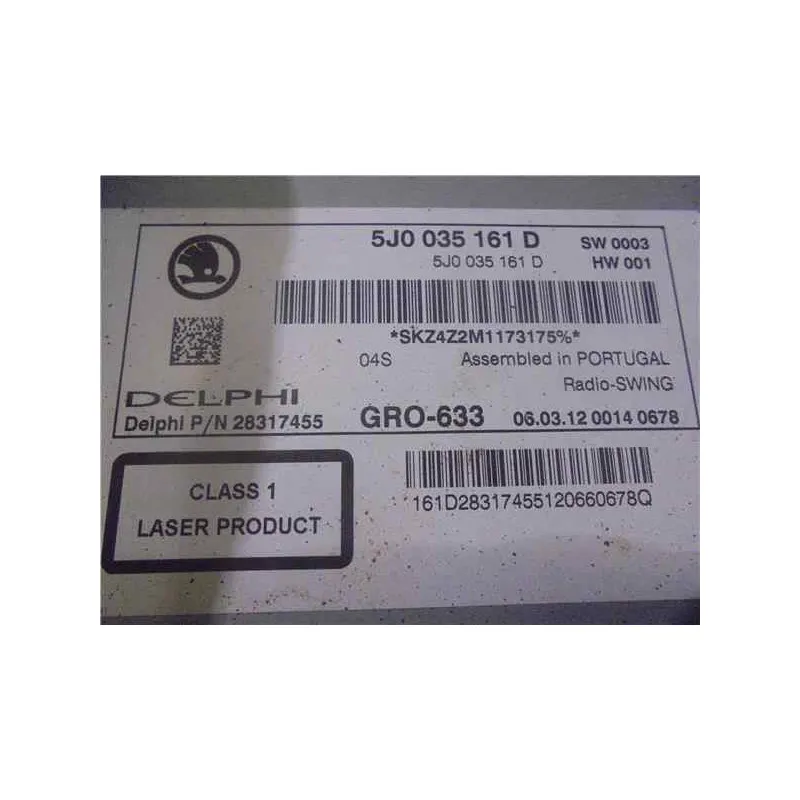 5J0 035 161 D SW 0003
5J0 035 161 D HW 001
*SKZ4Z2M1173175%*
04S Assembled in PORTUGAL
Radio-SWING
DELPHI
Delphi P/N 28317455 GRO-633 06.03.12 0014 0678
CLASS 1
LASER PRODUCT
161D28317455120660678Q